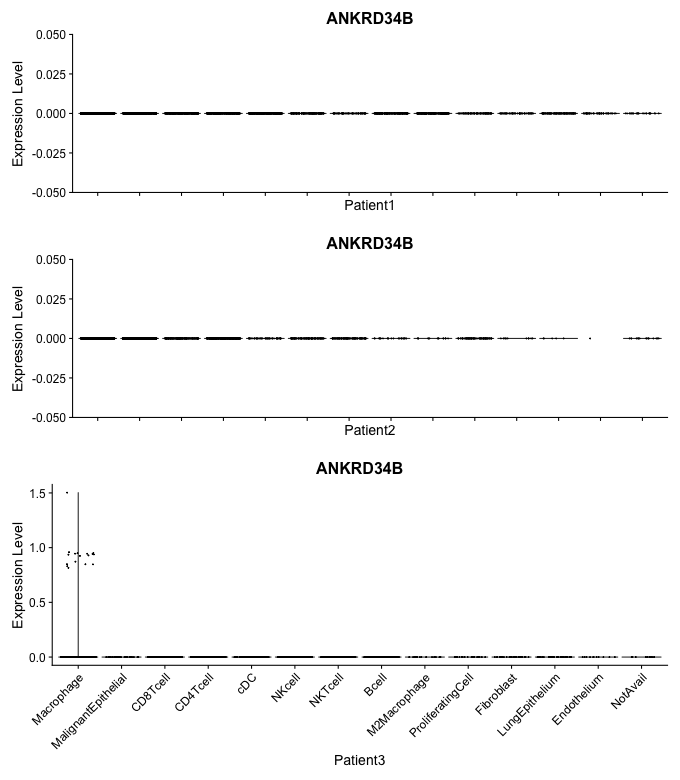 ANKRD34B
Expression Level
0.050
0.025
0.000
-0.025
-0.050
Patient1
ANKRD34B
Expression Level
0.050
0.025
0.000
-0.025
-0.050
Patient2
ANKRD34B
Expression Level
1.5
1.0
0.5
0.0
Macrophage
MalignantEpithelial
CD8Tcell
CD4Tcell
cDC
NKcell
NKTcell
Bcell
M2Macrophage
ProliferatingCell
Fibroblast
LungEpithelium
Endothelium
NotAvail
Patient3